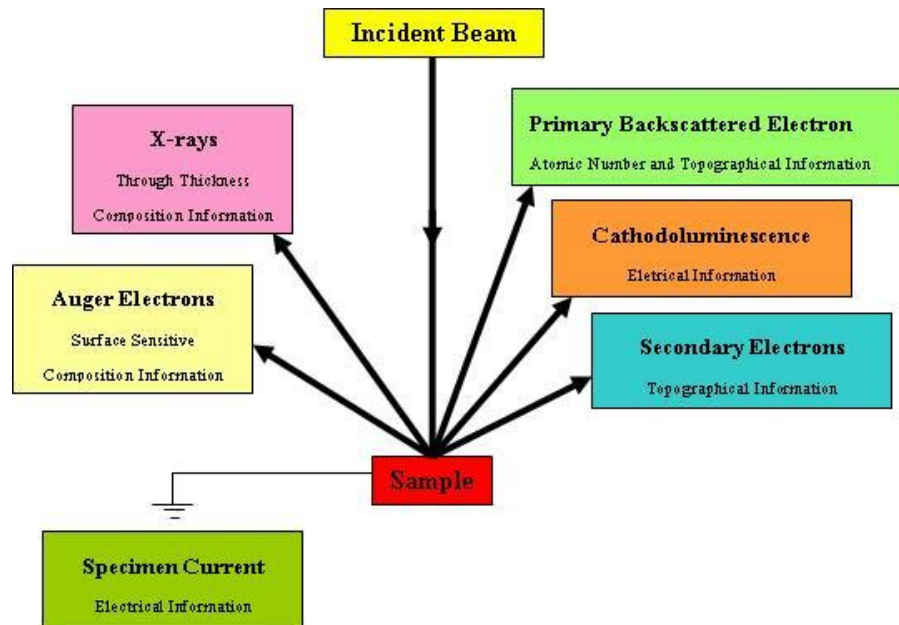 Incident Beam
X-rays
Through Thickness
Composition Information
Primary Backscattered Electron
Atomic Number and Topographical Information
Cathodoluminescence
Eletrical Information
Auger Electrons
Surface Sensitive
Composition Information
Secondary Electrons
Topographical Information
Sample
Specimen Current
Electrical Information